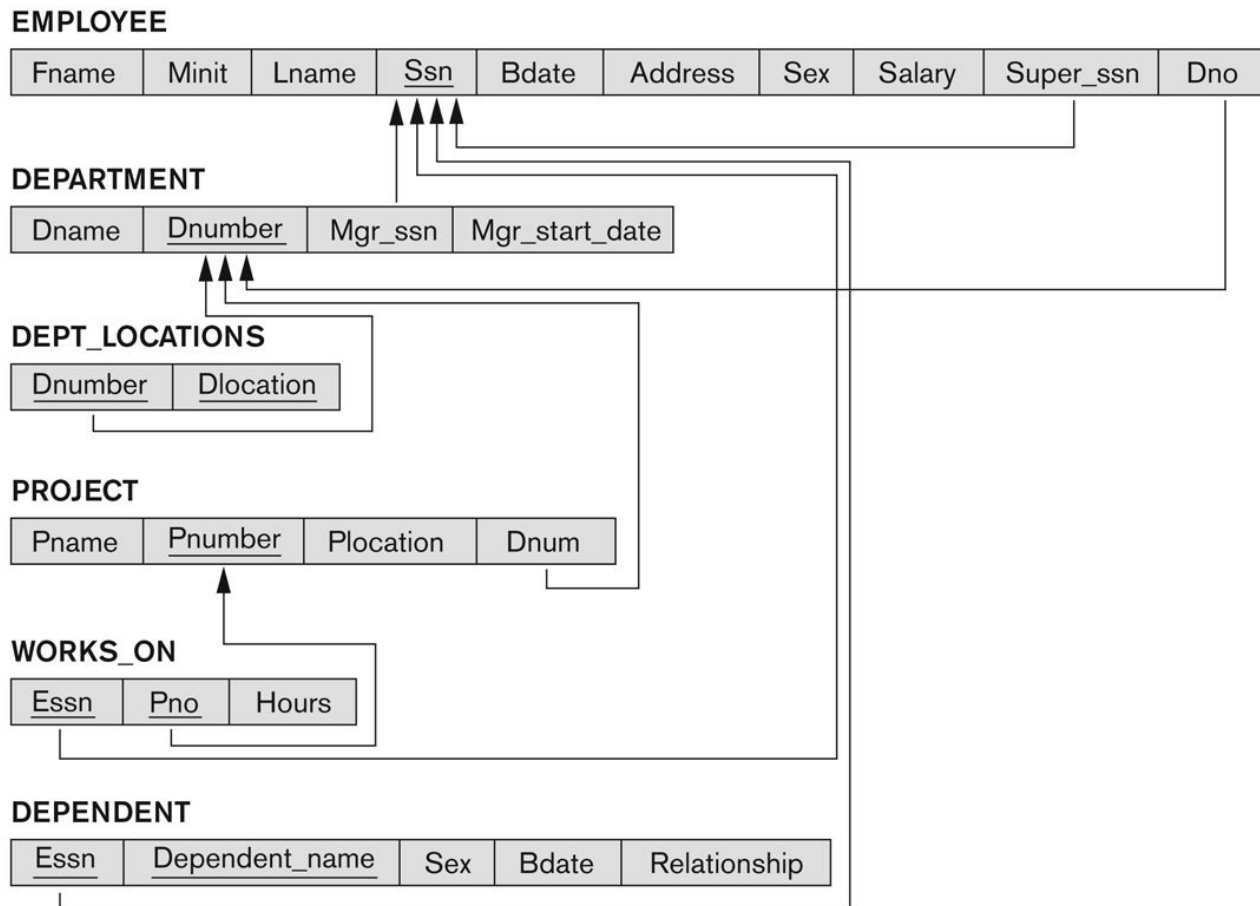 EMPLOYEE
Fname Minit Lname Ssn Bdate Address Sex Salary Super_ssn Dno
DEPARTMENT
Dname Dnumber Mgr_ssn Mgr_start_date
DEPT_LOCATIONS
Dnumber Dlocation
PROJECT
Pname Pnumber Plocation Dnum
WORKS_ON
Essn Pno Hours
DEPENDENT
Essn Dependent_name Sex Bdate Relationship